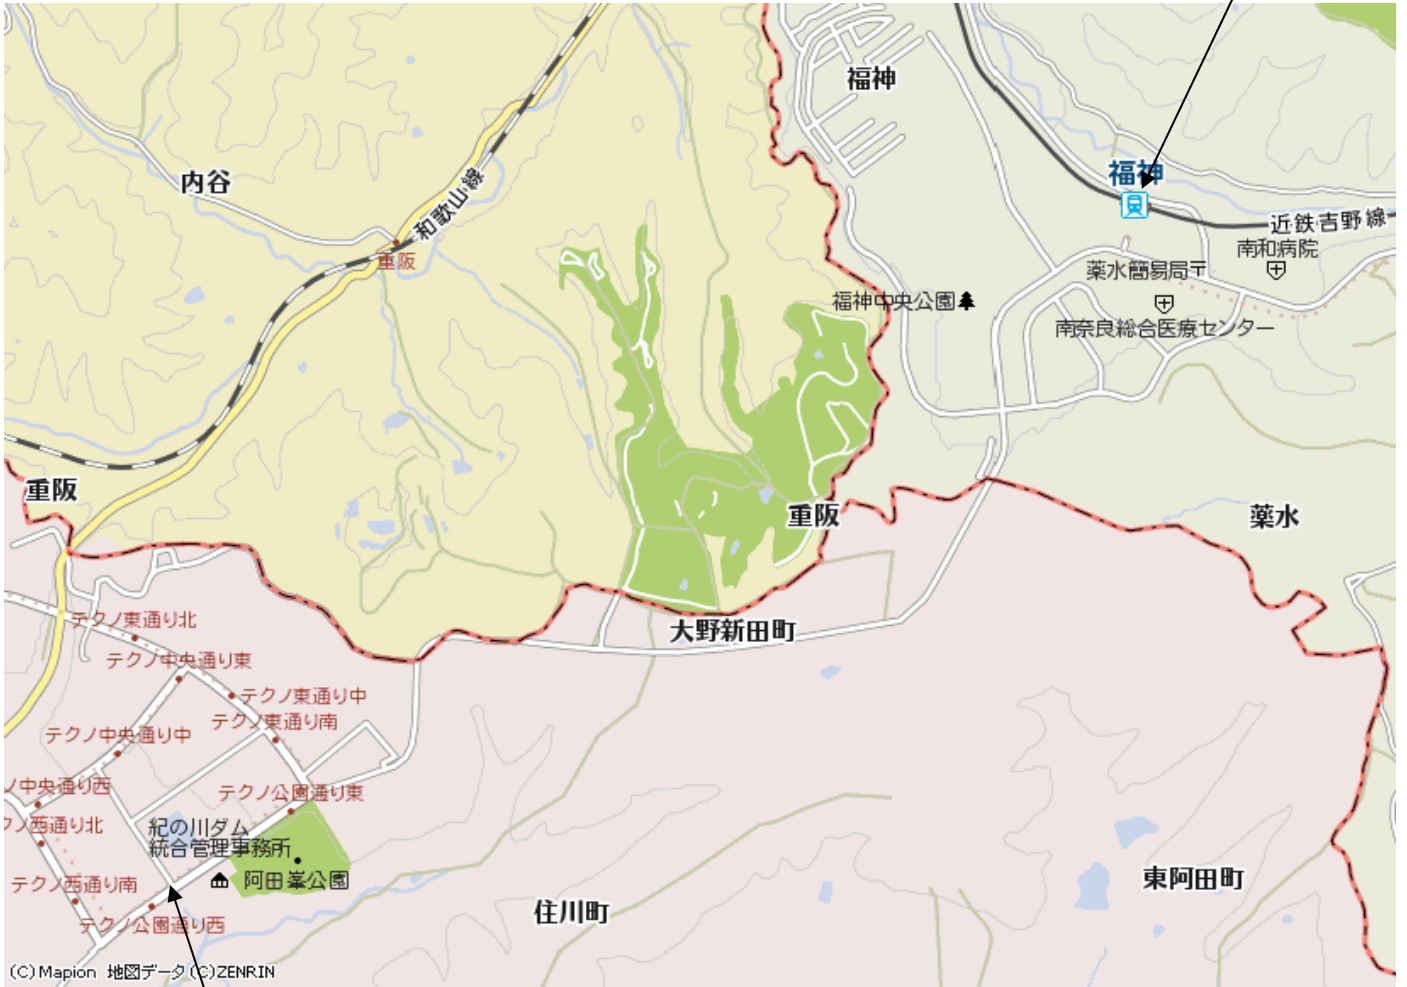 福神
内谷
和歌山線
福神
近鉄吉野線
重阪
南和病院
薬水簡易局〒
福神中央公園
南奈良総合医療センター
重阪
重阪
薬水
テクノ東通り北
大野新田町
テクノ中央通り東
テクノ東通り中
テクノ東通り南
テクノ中央通り中
ノ中央通り西
テクノ公園通り東
クノ西通り北
紀の川ダム
統合管理事務所
テクノ西通り南
阿田峯公園
東阿田町
住川町
テクノ公園通り西
(C)Mapion 地図データ(C)ZENRIN